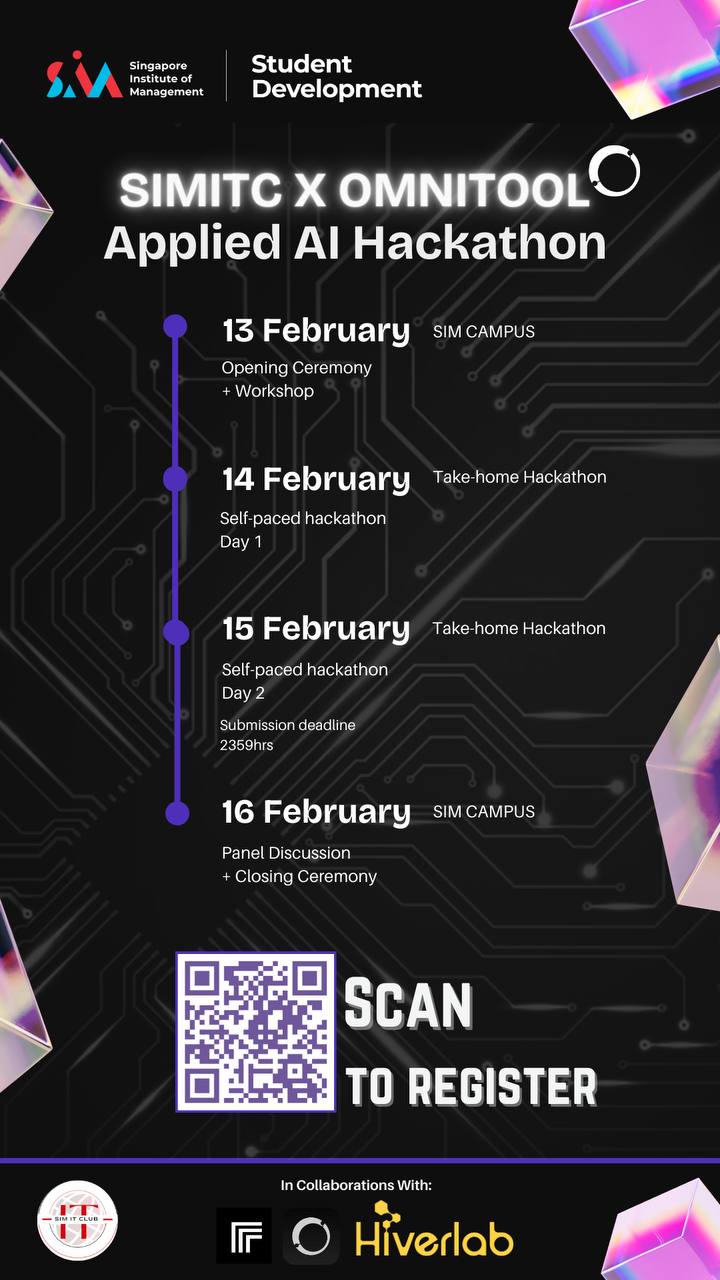 Singapore
Institute of
Management
Student
Development
SIMITC X OMNITOOL
Applied AI Hackathon
13 February SIM CAMPUS
Opening Ceremony
+ Workshop
14 February Take-home Hackathon
Self-paced hackathon
Day 1
15 February Take-home Hackathon
Self-paced hackathon
Day 2
Submission deadline
2359hrs
16 February SIM CAMPUS
Panel Discussion
+ Closing Ceremony
SCAN
TO REGISTER
In Collaborations With:
IT
SIM IT CLUB
Hiverlab